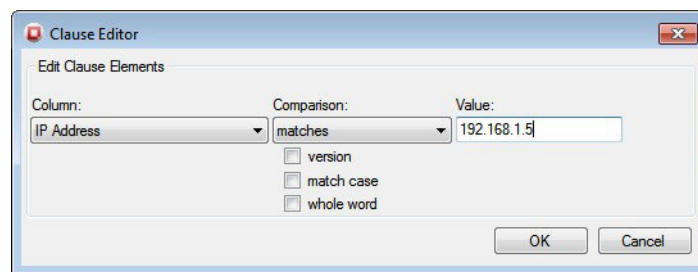 Clause Editor
Edit Clause Elements
Column: Comparison: Value:
IP Address matches 192.168.1.5
version
match case
whole word
OK Cancel